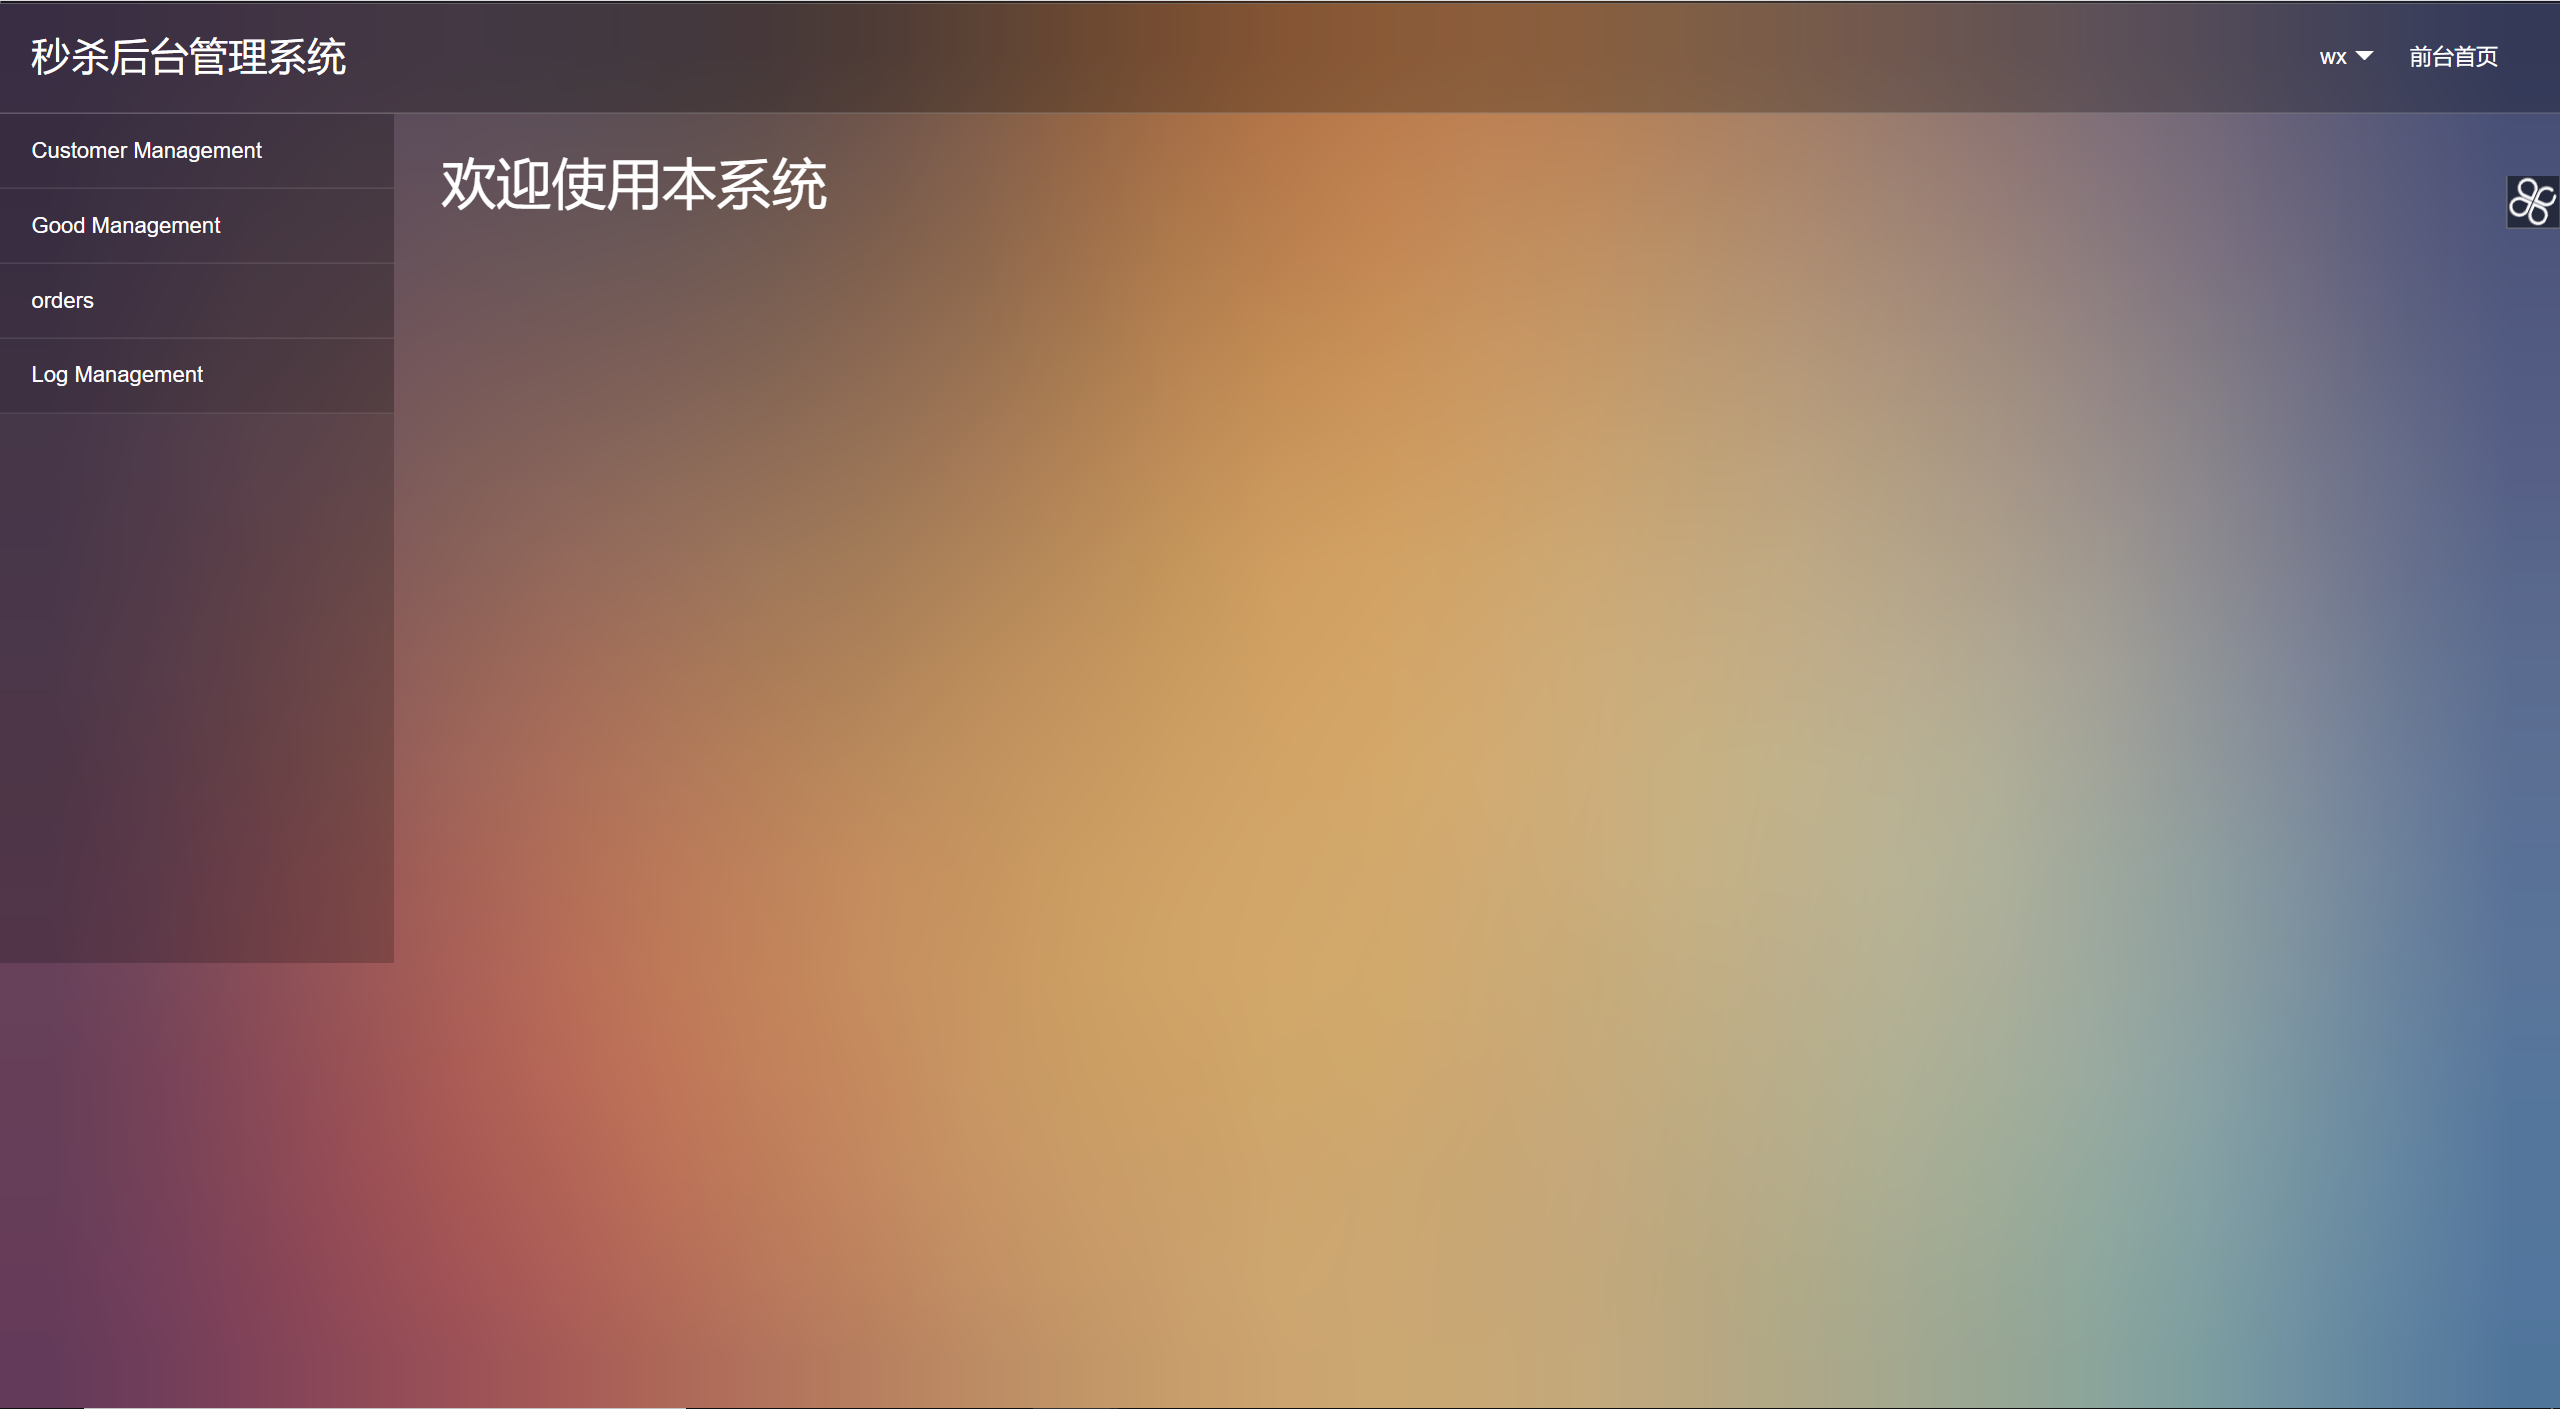 秒杀后台管理系统
wx
前台首页
Customer Management
Good Management
orders
Log Management
欢迎使用本系统